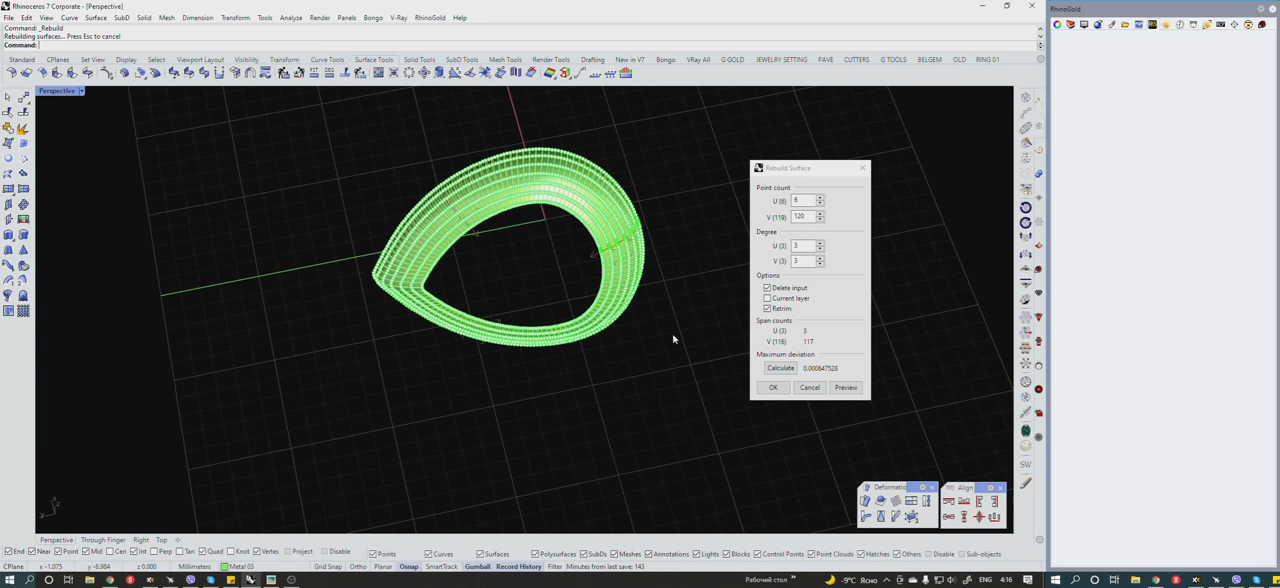 Rhinoceros 7 Corporate - [Perspective]
RhinoGold
File Edit View Curve Surface SubD Solid Mesh Dimension Transform Tools Analyze Render Panels Bongo V-Ray RhinoGold Help
Command: _Rebuild
Rebuilding surfaces... Press Esc to cancel
Command:
Standard CPlanes Set View Display Select Viewport Layout Visibility Transform Curve Tools Surface Tools Solid Tools SubD Tools Mesh Tools Render Tools Drafting New in V7 Bongo VRay All G GOLD JEWELRY SETTING PAVE CUTTERS G TOOLS BELGEM OLD RING 01
Perspective
Rebuild Surface
Point count
U (6) 6
V (119) 120
Degree
U (3) 3
V (3) 3
Options
Delete input
Current layer
Retrim
Span counts
U (3) 3
V (116) 117
Maximum deviation
Calculate 0.000647528
OK Cancel Preview
SW
Deformatio Align
Perspective Through Finger Right Top
End Near Point Mid Cen Int Perp Tan Quad Knot Vertex Project Disable Points Curves Surfaces Polysurfaces SubDs Meshes Annotations Lights Blocks Control Points Point Clouds Hatches Others Disable Sub-objects
CPlane x -1.075 y -6.984 z 0.000 Millimeters Metal 03 Grid Snap Ortho Planar Osnap SmartTrack Gumball Record History Filter Minutes from last save: 143
Рабочий стол -9°C Ясно ENG 4:16